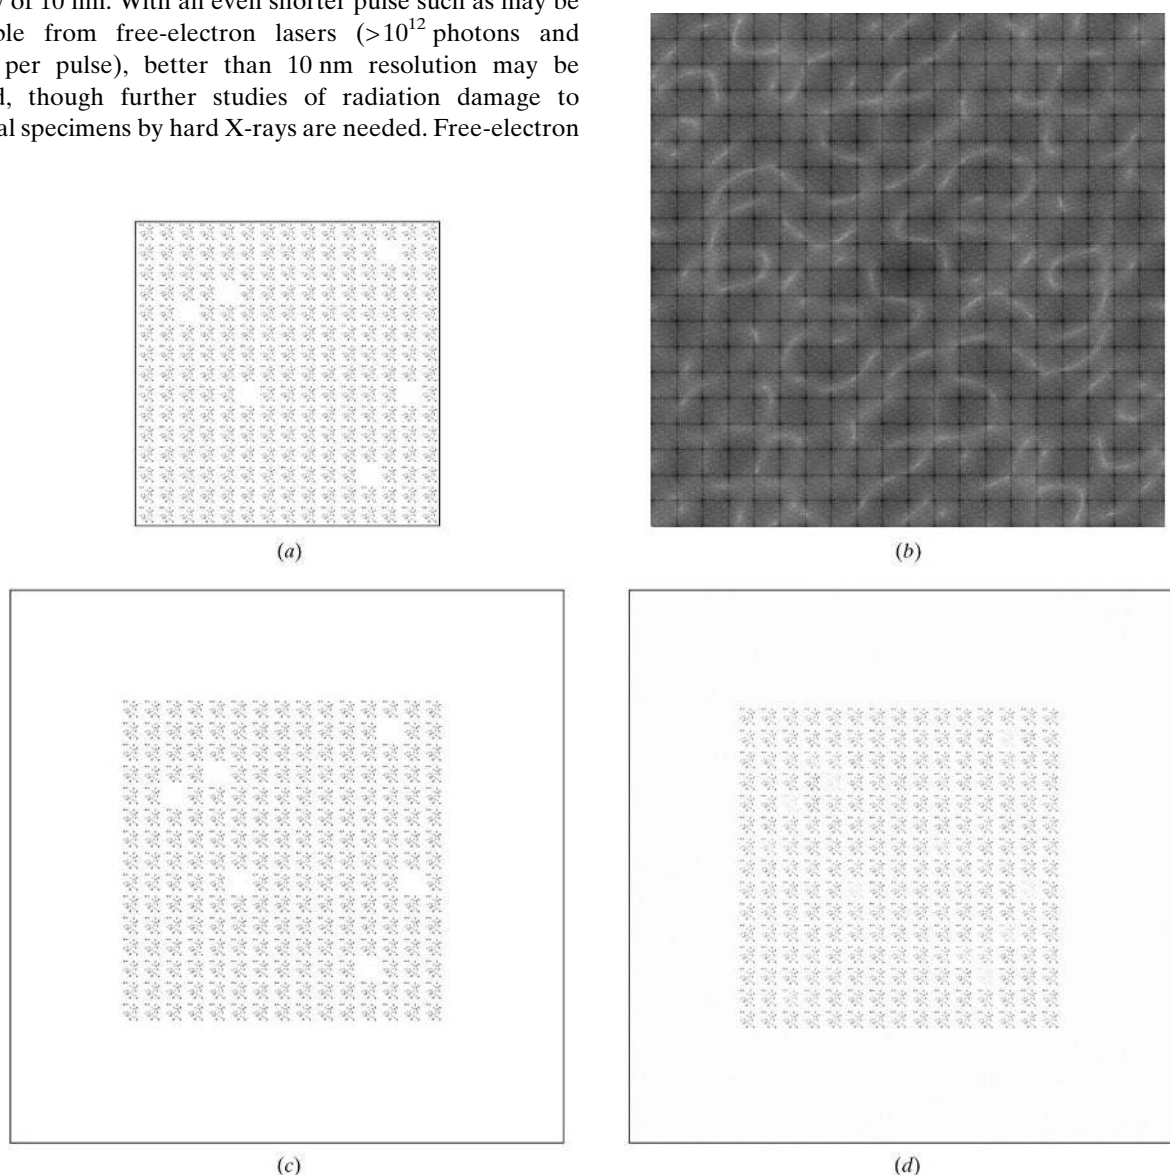 of 10 nm. With an even shorter pulse such as may be
from free-electron lasers (>10¹² photons and
per pulse), better than 10 nm resolution may be
though further studies of radiation damage to
specimens by hard X-rays are needed. Free-electron
(a)
(b)
(c)
(d)